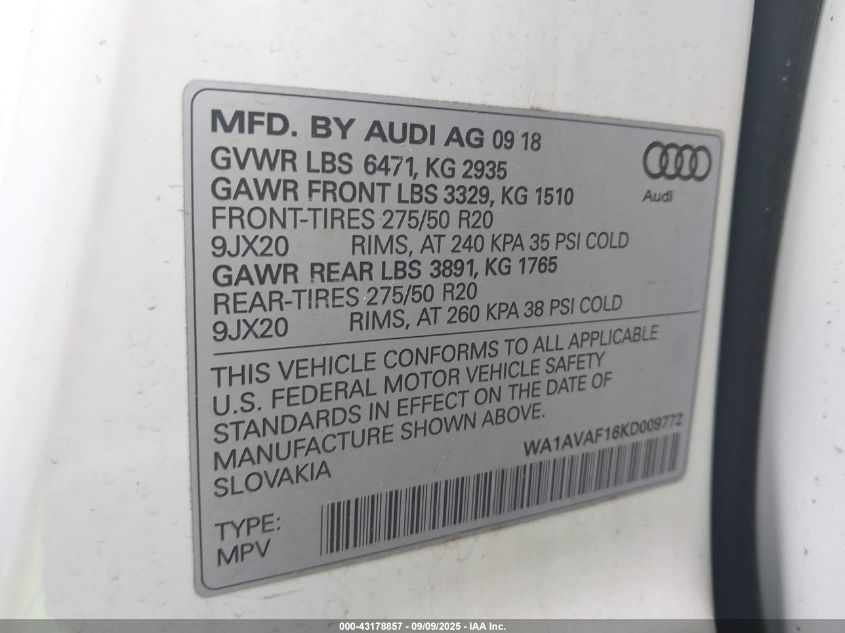 MFD. BY AUDI AG 09 18
GVWR LBS 6471, KG 2935
GAWR FRONT LBS 3329, KG 1510
FRONT-TIRES 275/50 R20
9JX20 RIMS, AT 240 KPA 35 PSI COLD
GAWR REAR LBS 3891, KG 1765
REAR-TIRES 275/50 R20
9JX20 RIMS, AT 260 KPA 38 PSI COLD
Audi
THIS VEHICLE CONFORMS TO ALL APPLICABLE
U.S. FEDERAL MOTOR VEHICLE SAFETY
STANDARDS IN EFFECT ON THE DATE OF
MANUFACTURE SHOWN ABOVE.
SLOVAKIA
WA1AVAF16KD009772
TYPE:
MPV
000-43178857 - 09/09/2025 - IAA Inc.